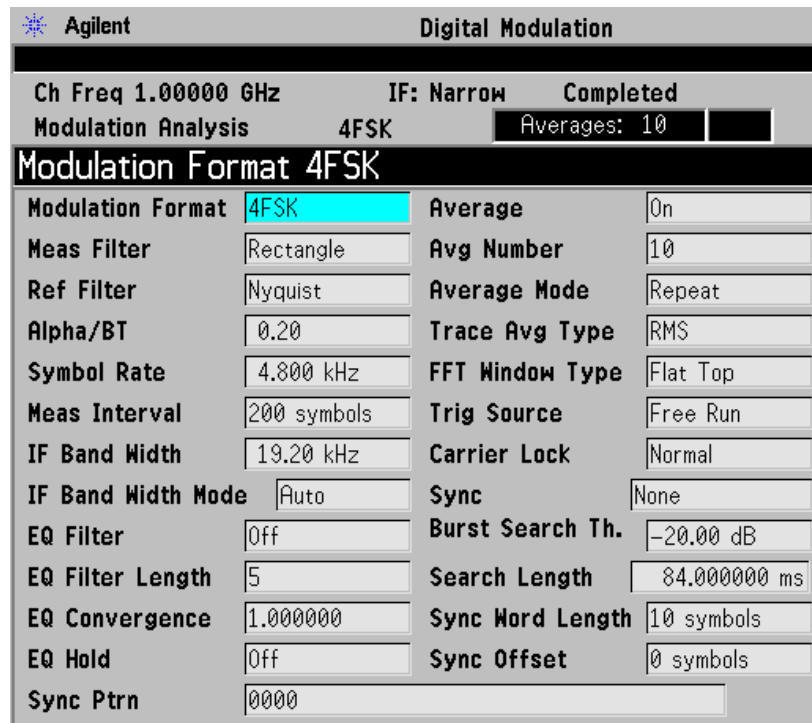 Agilent Digital Modulation
Ch Freq 1.00000 GHz IF: Narrow Completed
Modulation Analysis 4FSK Averages: 10
Modulation Format 4FSK
Modulation Format 4FSK Average On
Meas Filter Rectangle Avg Number 10
Ref Filter Nyquist Average Mode Repeat
Alpha/BT 0.20 Trace Avg Type RMS
Symbol Rate 4.800 kHz FFT Window Type Flat Top
Meas Interval 200 symbols Trig Source Free Run
IF Band Width 19.20 kHz Carrier Lock Normal
IF Band Width Mode Auto Sync None
EQ Filter Off Burst Search Th. -20.00 dB
EQ Filter Length 5 Search Length 84.000000 ms
EQ Convergence 1.000000 Sync Word Length 10 symbols
EQ Hold Off Sync Offset 0 symbols
Sync Ptrn 0000